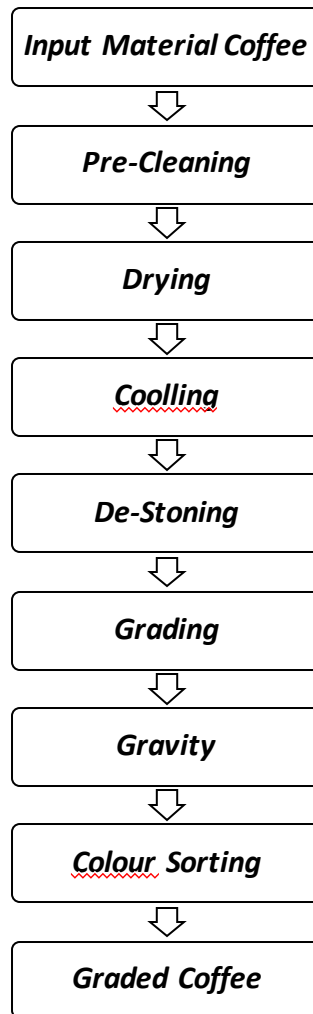 Input Material Coffee
Pre-Cleaning
Drying
Coolling
De-Stoning
Grading
Gravity
Colour Sorting
Graded Coffee